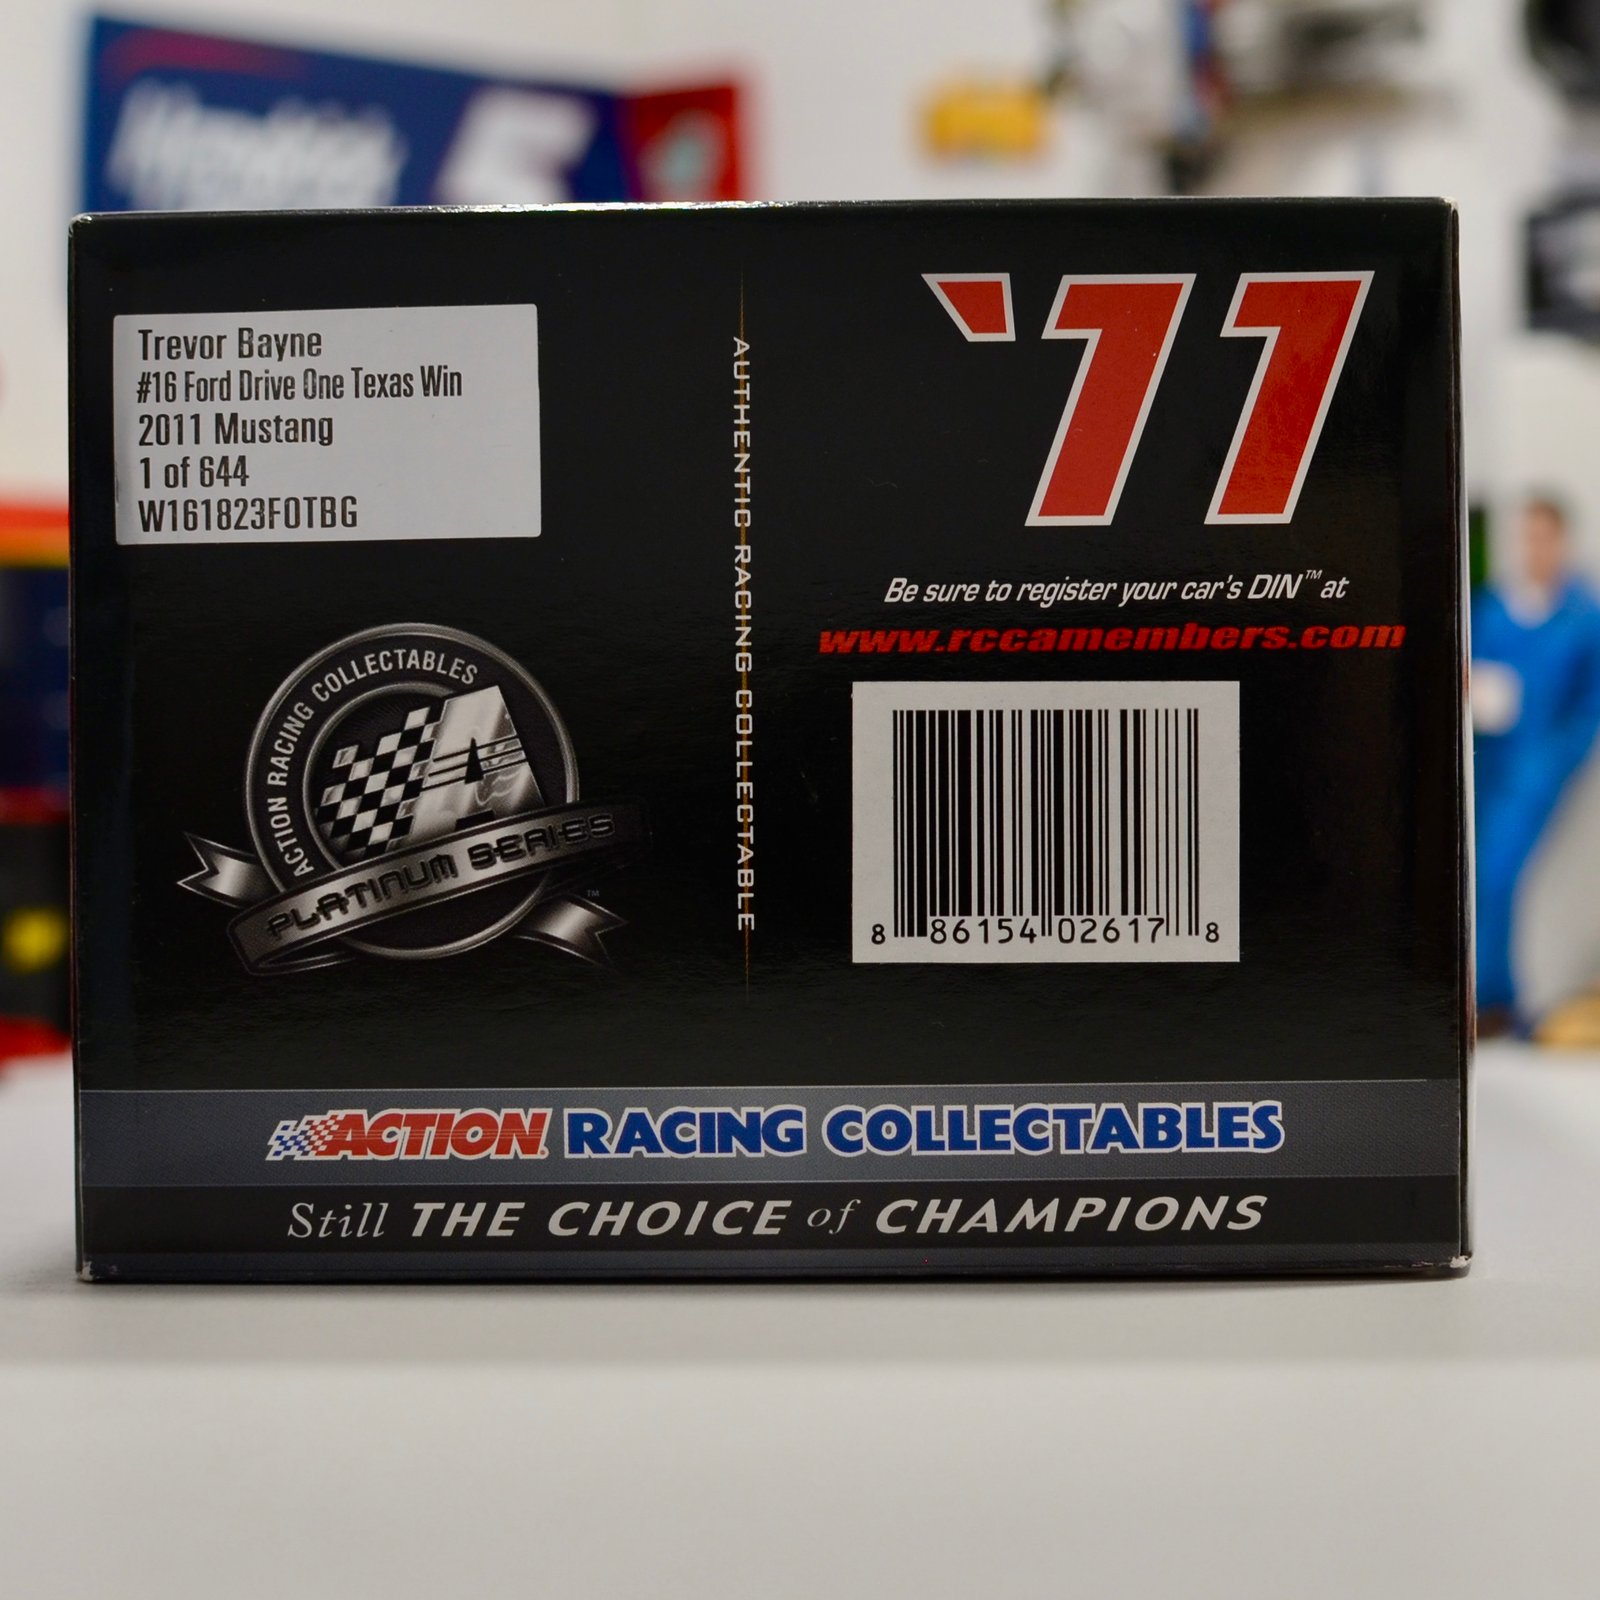 Trevor Bayne
#16 Ford Drive One Texas Win
2011 Mustang
1 of 644
W161823FOTBG
ACTION RACING COLLECTABLES
A
PLATINUM SERIES
™
AUTHENTIC RACING COLLECTABLE
'11
Be sure to register your car's DIN™ at
www.rccamembers.com
8 86154 02617 8
ACTION RACING COLLECTABLES
Still THE CHOICE of CHAMPIONS